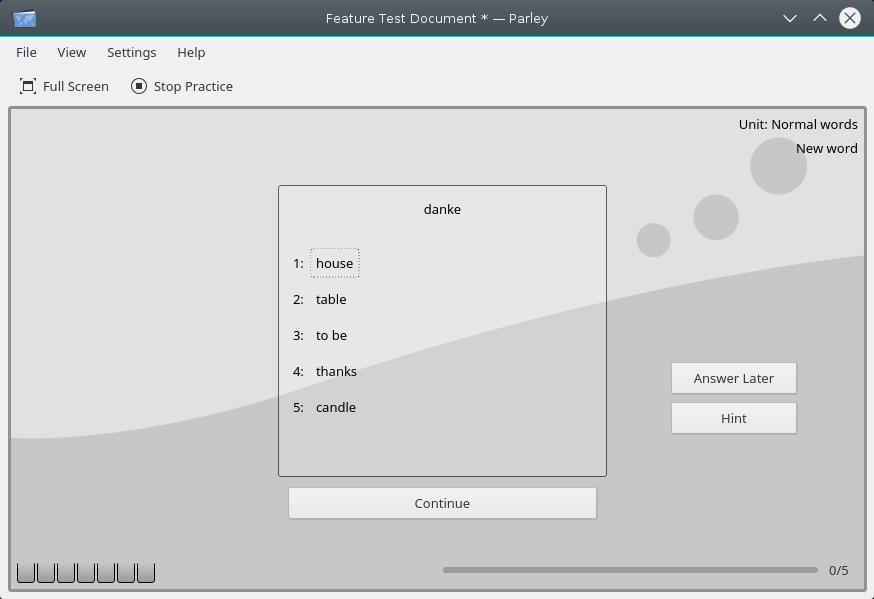 Feature Test Document * — Parley
File View Settings Help
Full Screen Stop Practice
Unit: Normal words
New word
danke
1: house
2: table
3: to be
4: thanks
5: candle
Answer Later
Hint
Continue
0/5